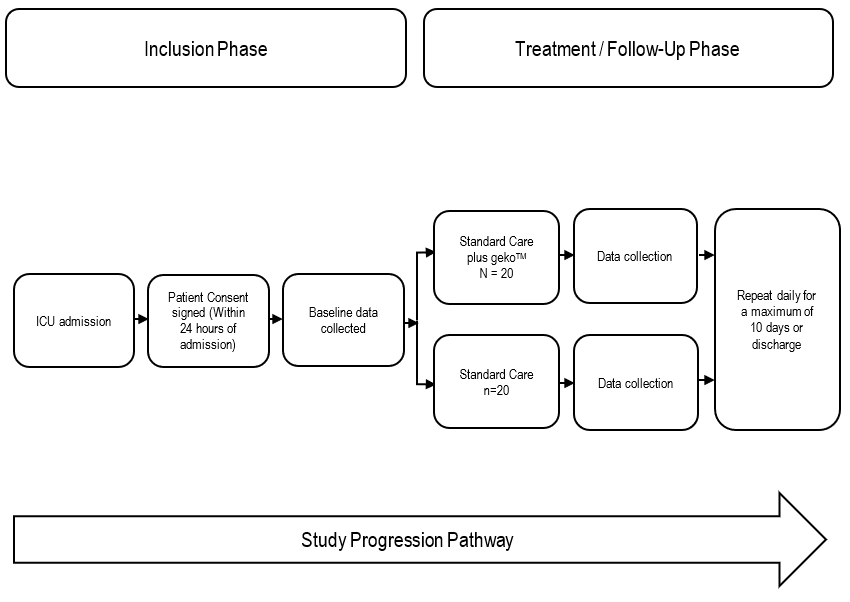 Inclusion Phase
Treatment / Follow-Up Phase
ICU admission
Patient Consent
signed (Within
24 hours of
admission)
Baseline data
collected
Standard Care
plus geko™
N = 20
Data collection
Standard Care
n=20
Data collection
Repeat daily for
a maximum of
10 days or
discharge
Study Progression Pathway